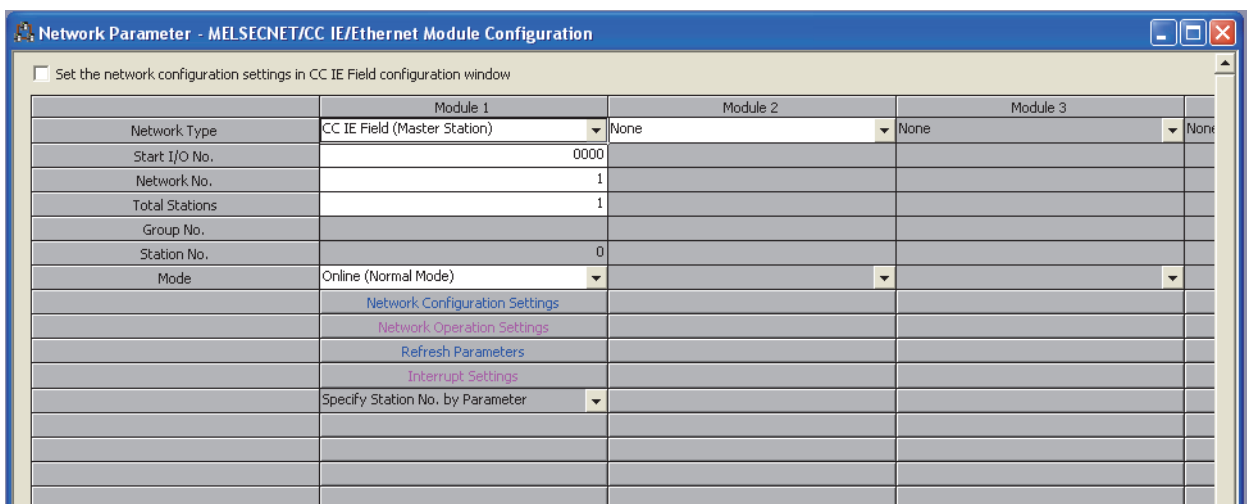 Network Parameter - MELSECNET/CC IE/Ethernet Module Configuration
Set the network configuration settings in CC IE Field configuration window
Module 1 Module 2 Module 3
Network Type CC IE Field (Master Station) None None None
Start I/O No. 0000
Network No. 1
Total Stations 1
Group No.
Station No. 0
Mode Online (Normal Mode)
Network Configuration Settings
Network Operation Settings
Refresh Parameters
Interrupt Settings
Specify Station No. by Parameter